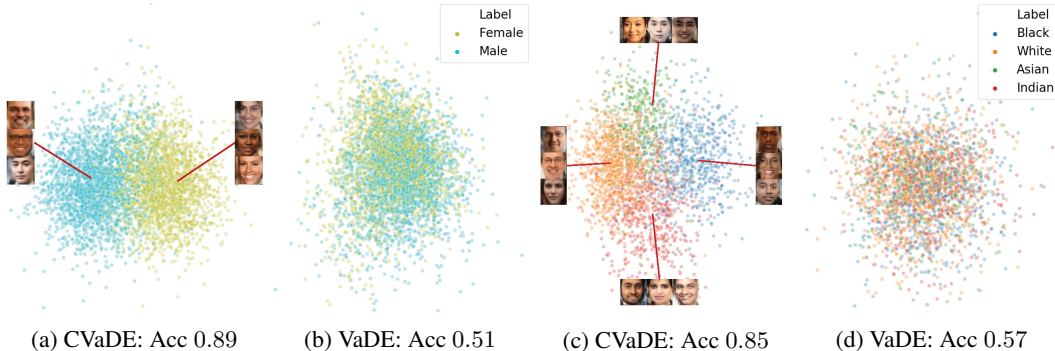 Label
Female
Male
Label
Black
White
Asian
Indian
(a) CVaDE: Acc 0.89
(b) VaDE: Acc 0.51
(c) CVaDE: Acc 0.85
(d) VaDE: Acc 0.57